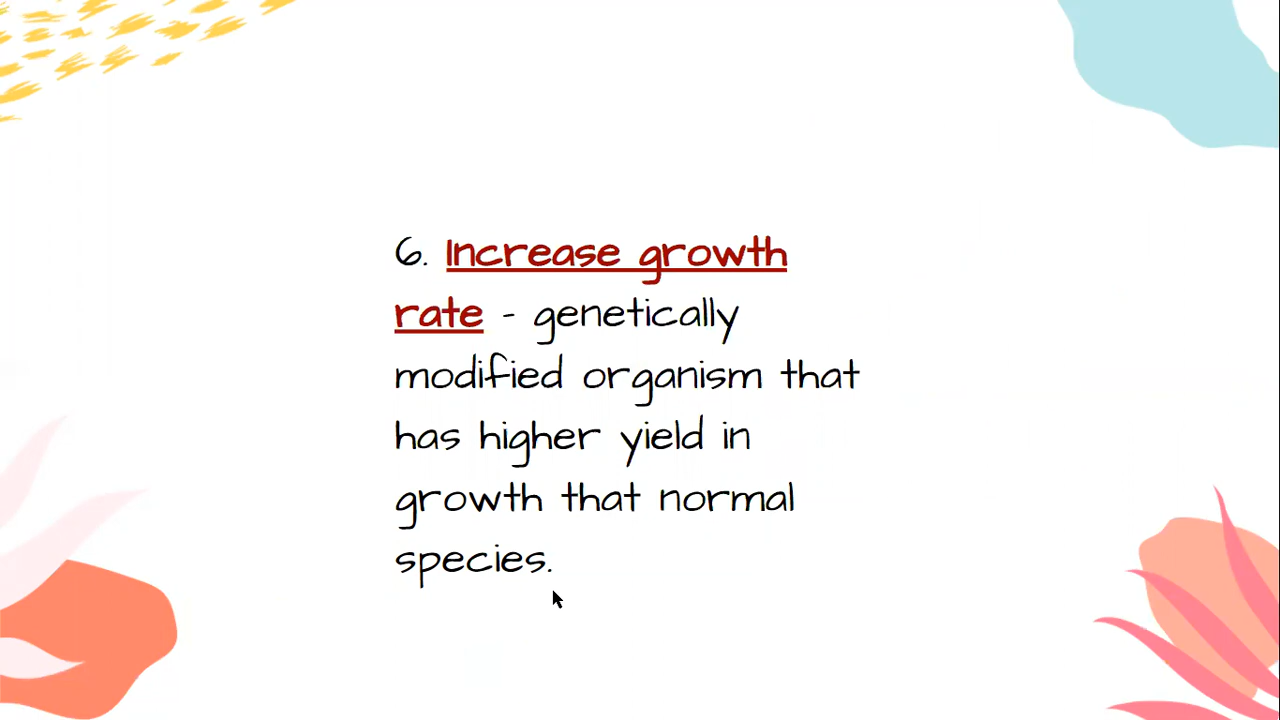 6. Increase growth
rate - genetically
modified organism that
has higher yield in
growth that normal
species.